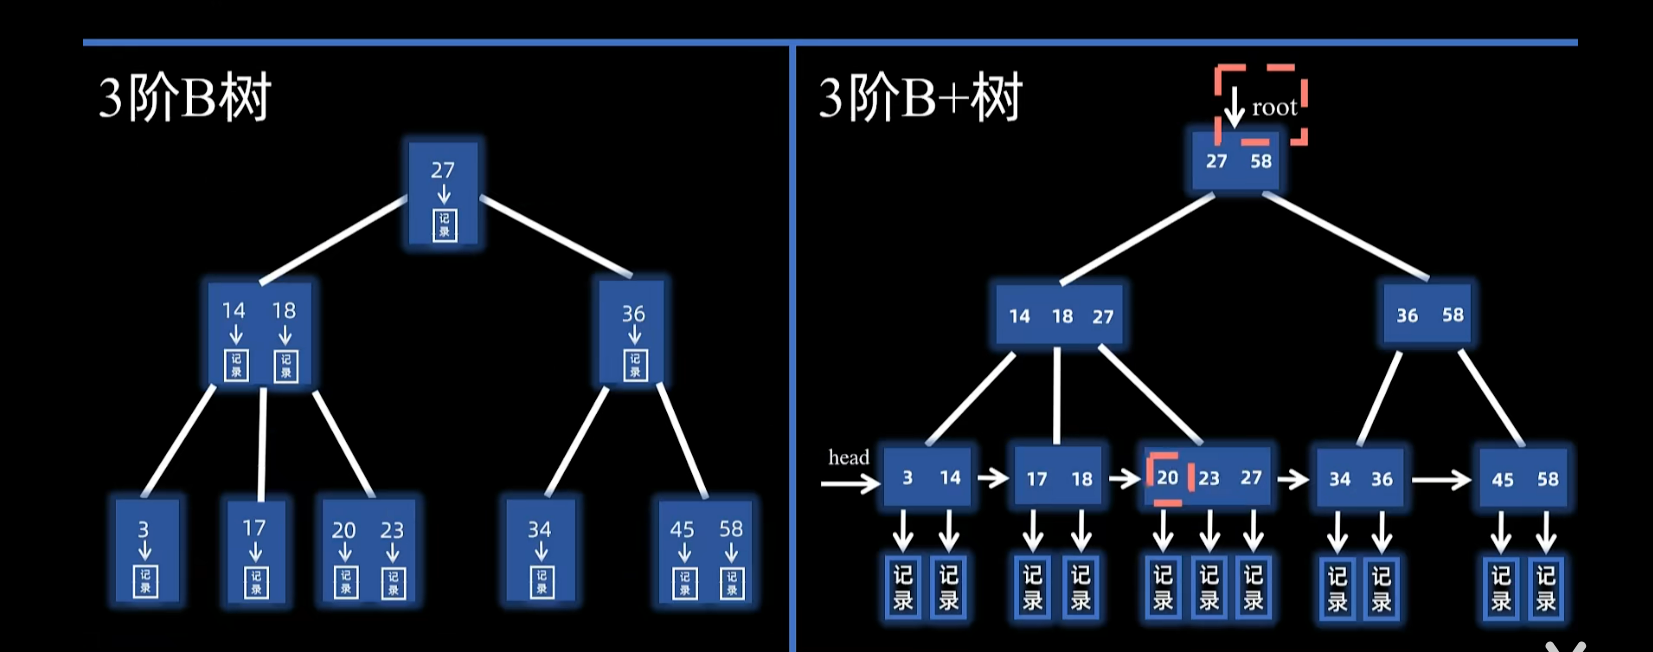 3阶B树
27
记录
14 18
记录 记录
36
记录
3
记录
17
记录
20 23
记录 记录
34
记录
45 58
记录 记录
3阶B+树
root
27 58
14 18 27
36 58
head
3 14
17 18
20 23 27
34 36
45 58
记录 记录 记录 记录 记录 记录 记录 记录 记录 记录 记录